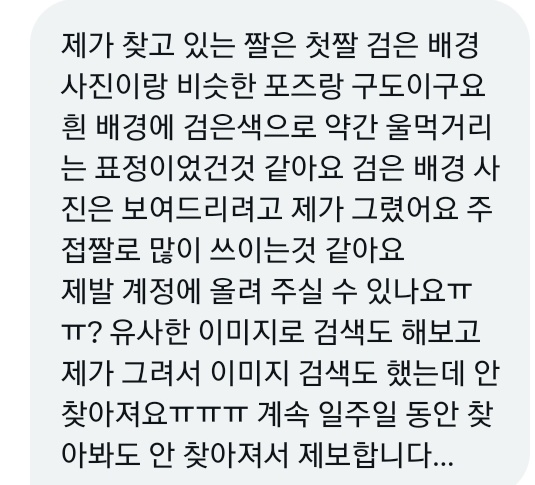 제가 찾고 있는 짤은 첫짤 검은 배경
사진이랑 비슷한 포즈랑 구도이구요
흰 배경에 검은색으로 약간 울먹거리
는 표정이었건것 같아요 검은 배경 사
진은 보여드리려고 제가 그렸어요 주
접짤로 많이 쓰이는것 같아요
제발 계정에 올려 주실 수 있나요ㅠ
ㅠ? 유사한 이미지로 검색도 해보고
제가 그려서 이미지 검색도 했는데 안
찾아져요ㅠㅠㅠ 계속 일주일 동안 찾
아봐도 안 찾아져서 제보합니다...